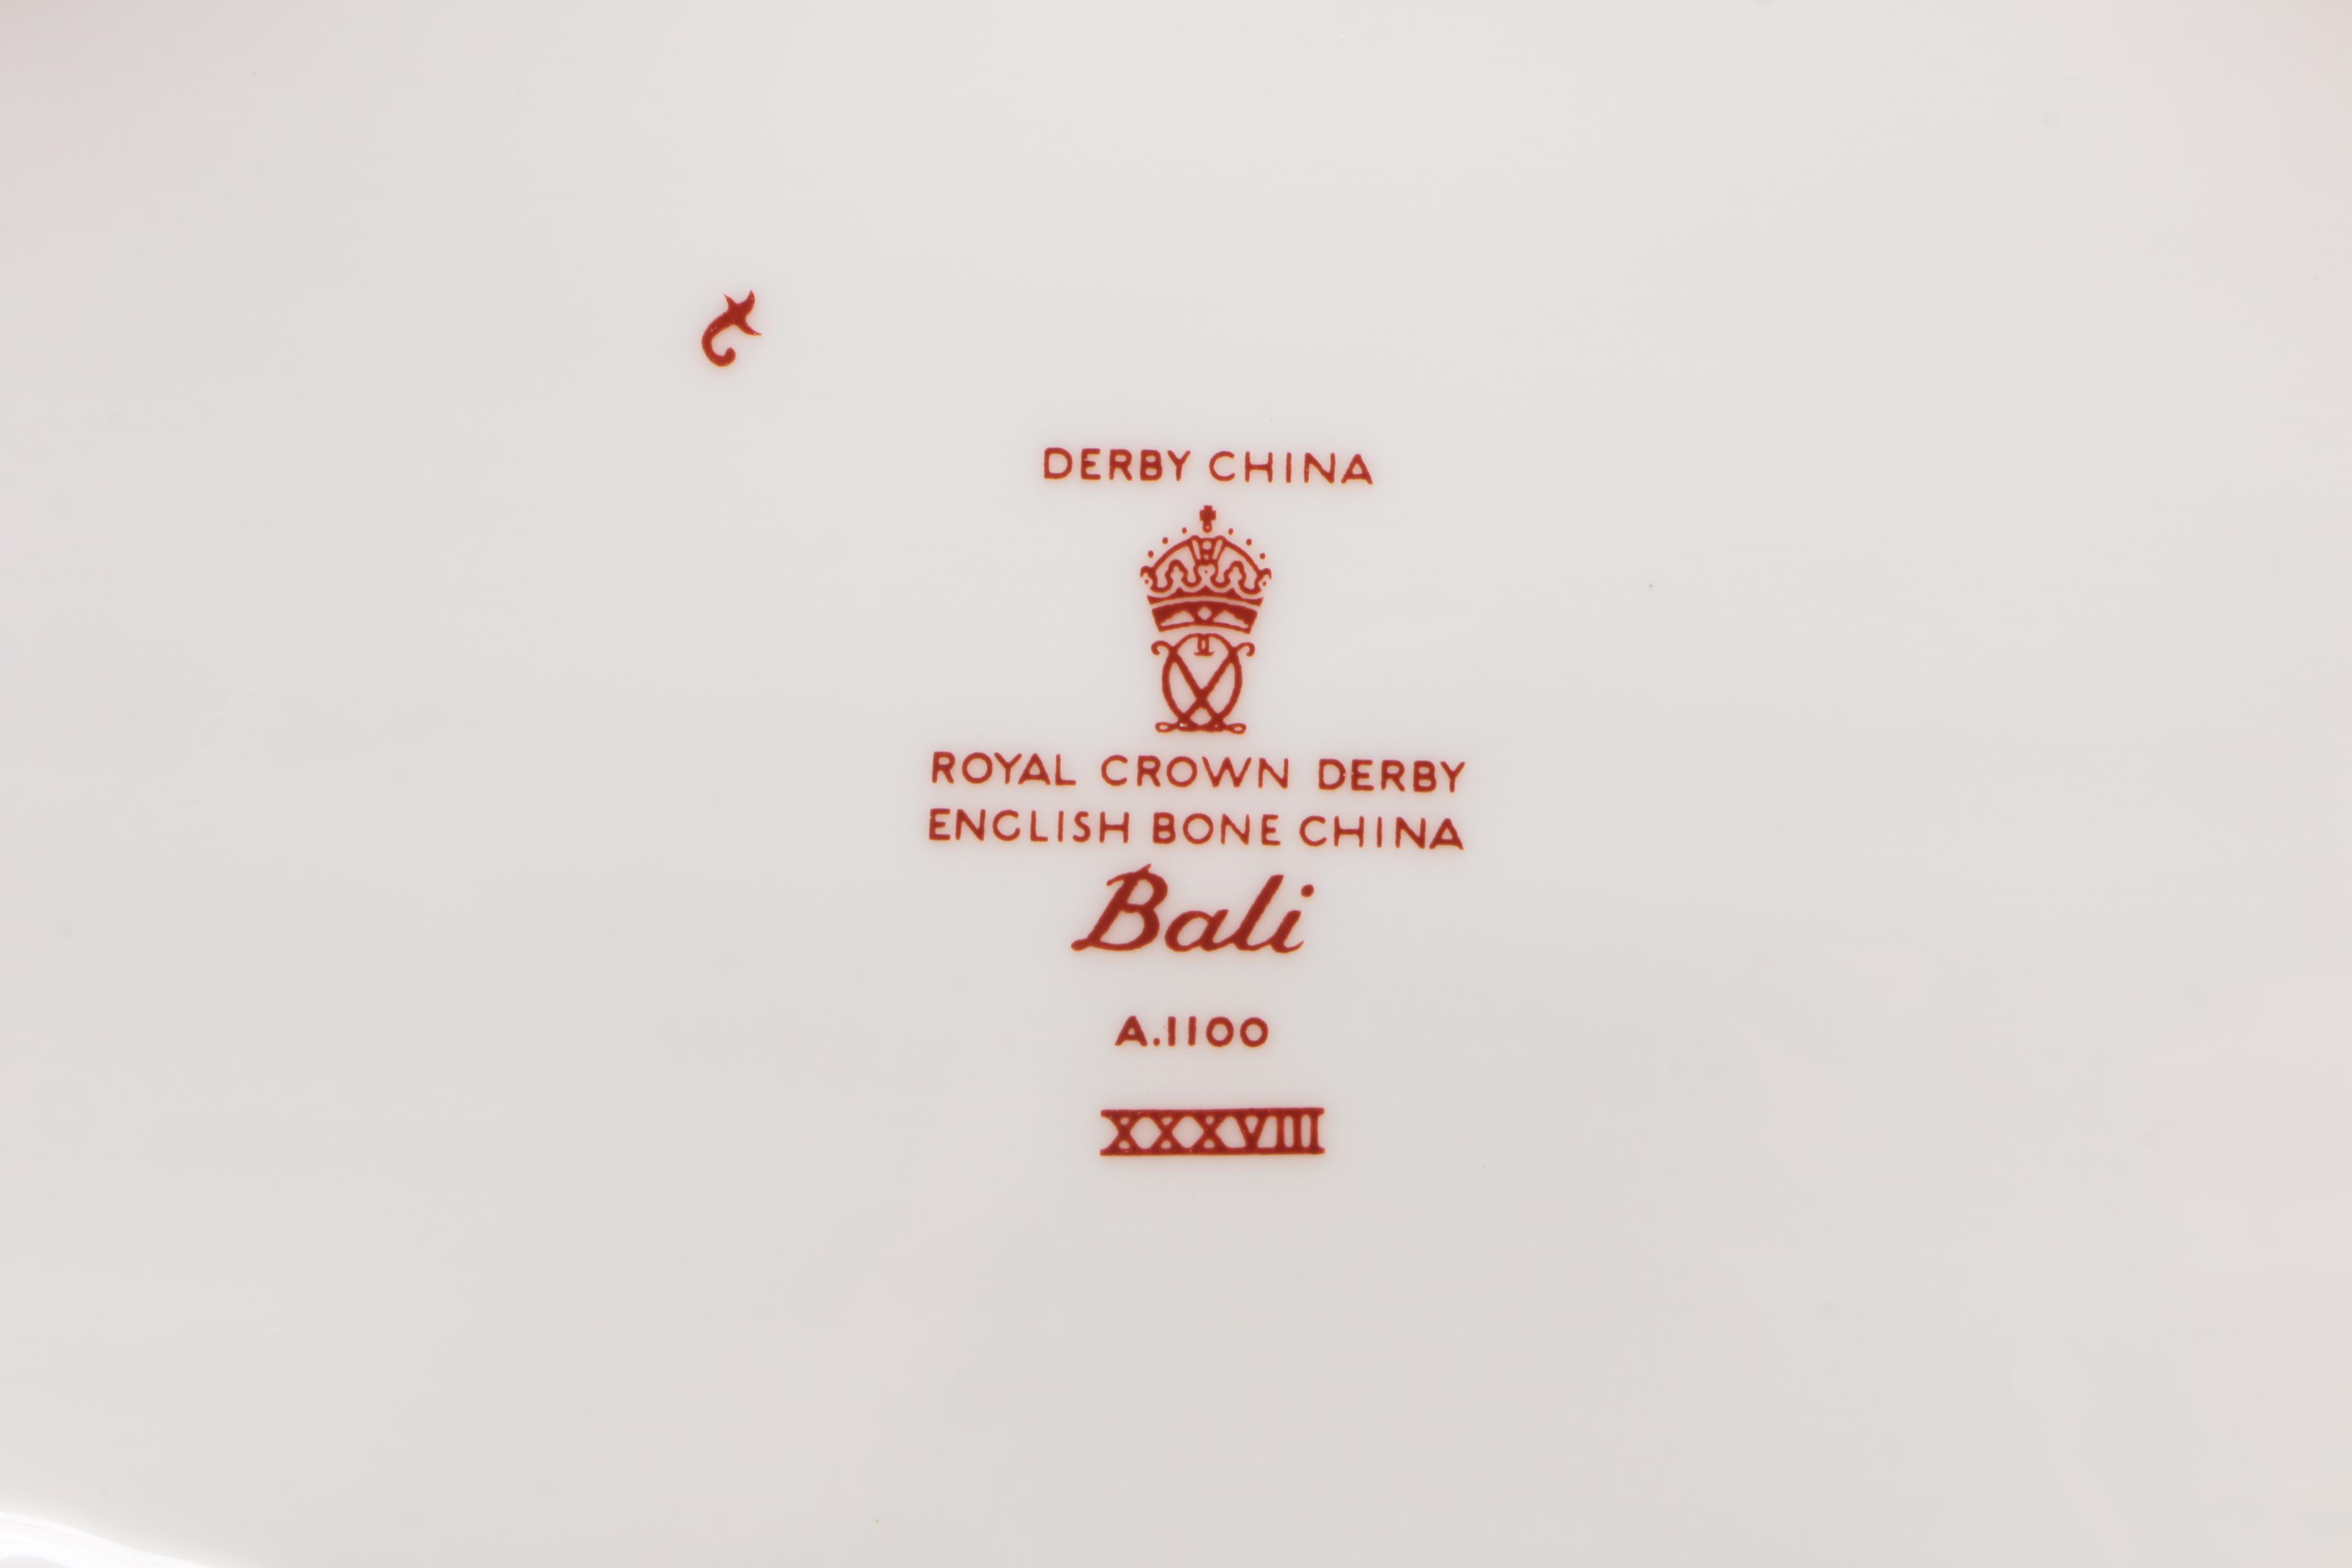 DERBY CHINA
ROYAL CROWN DERBY
ENGLISH BONE CHINA
Bali
A.1100
XXXVIII